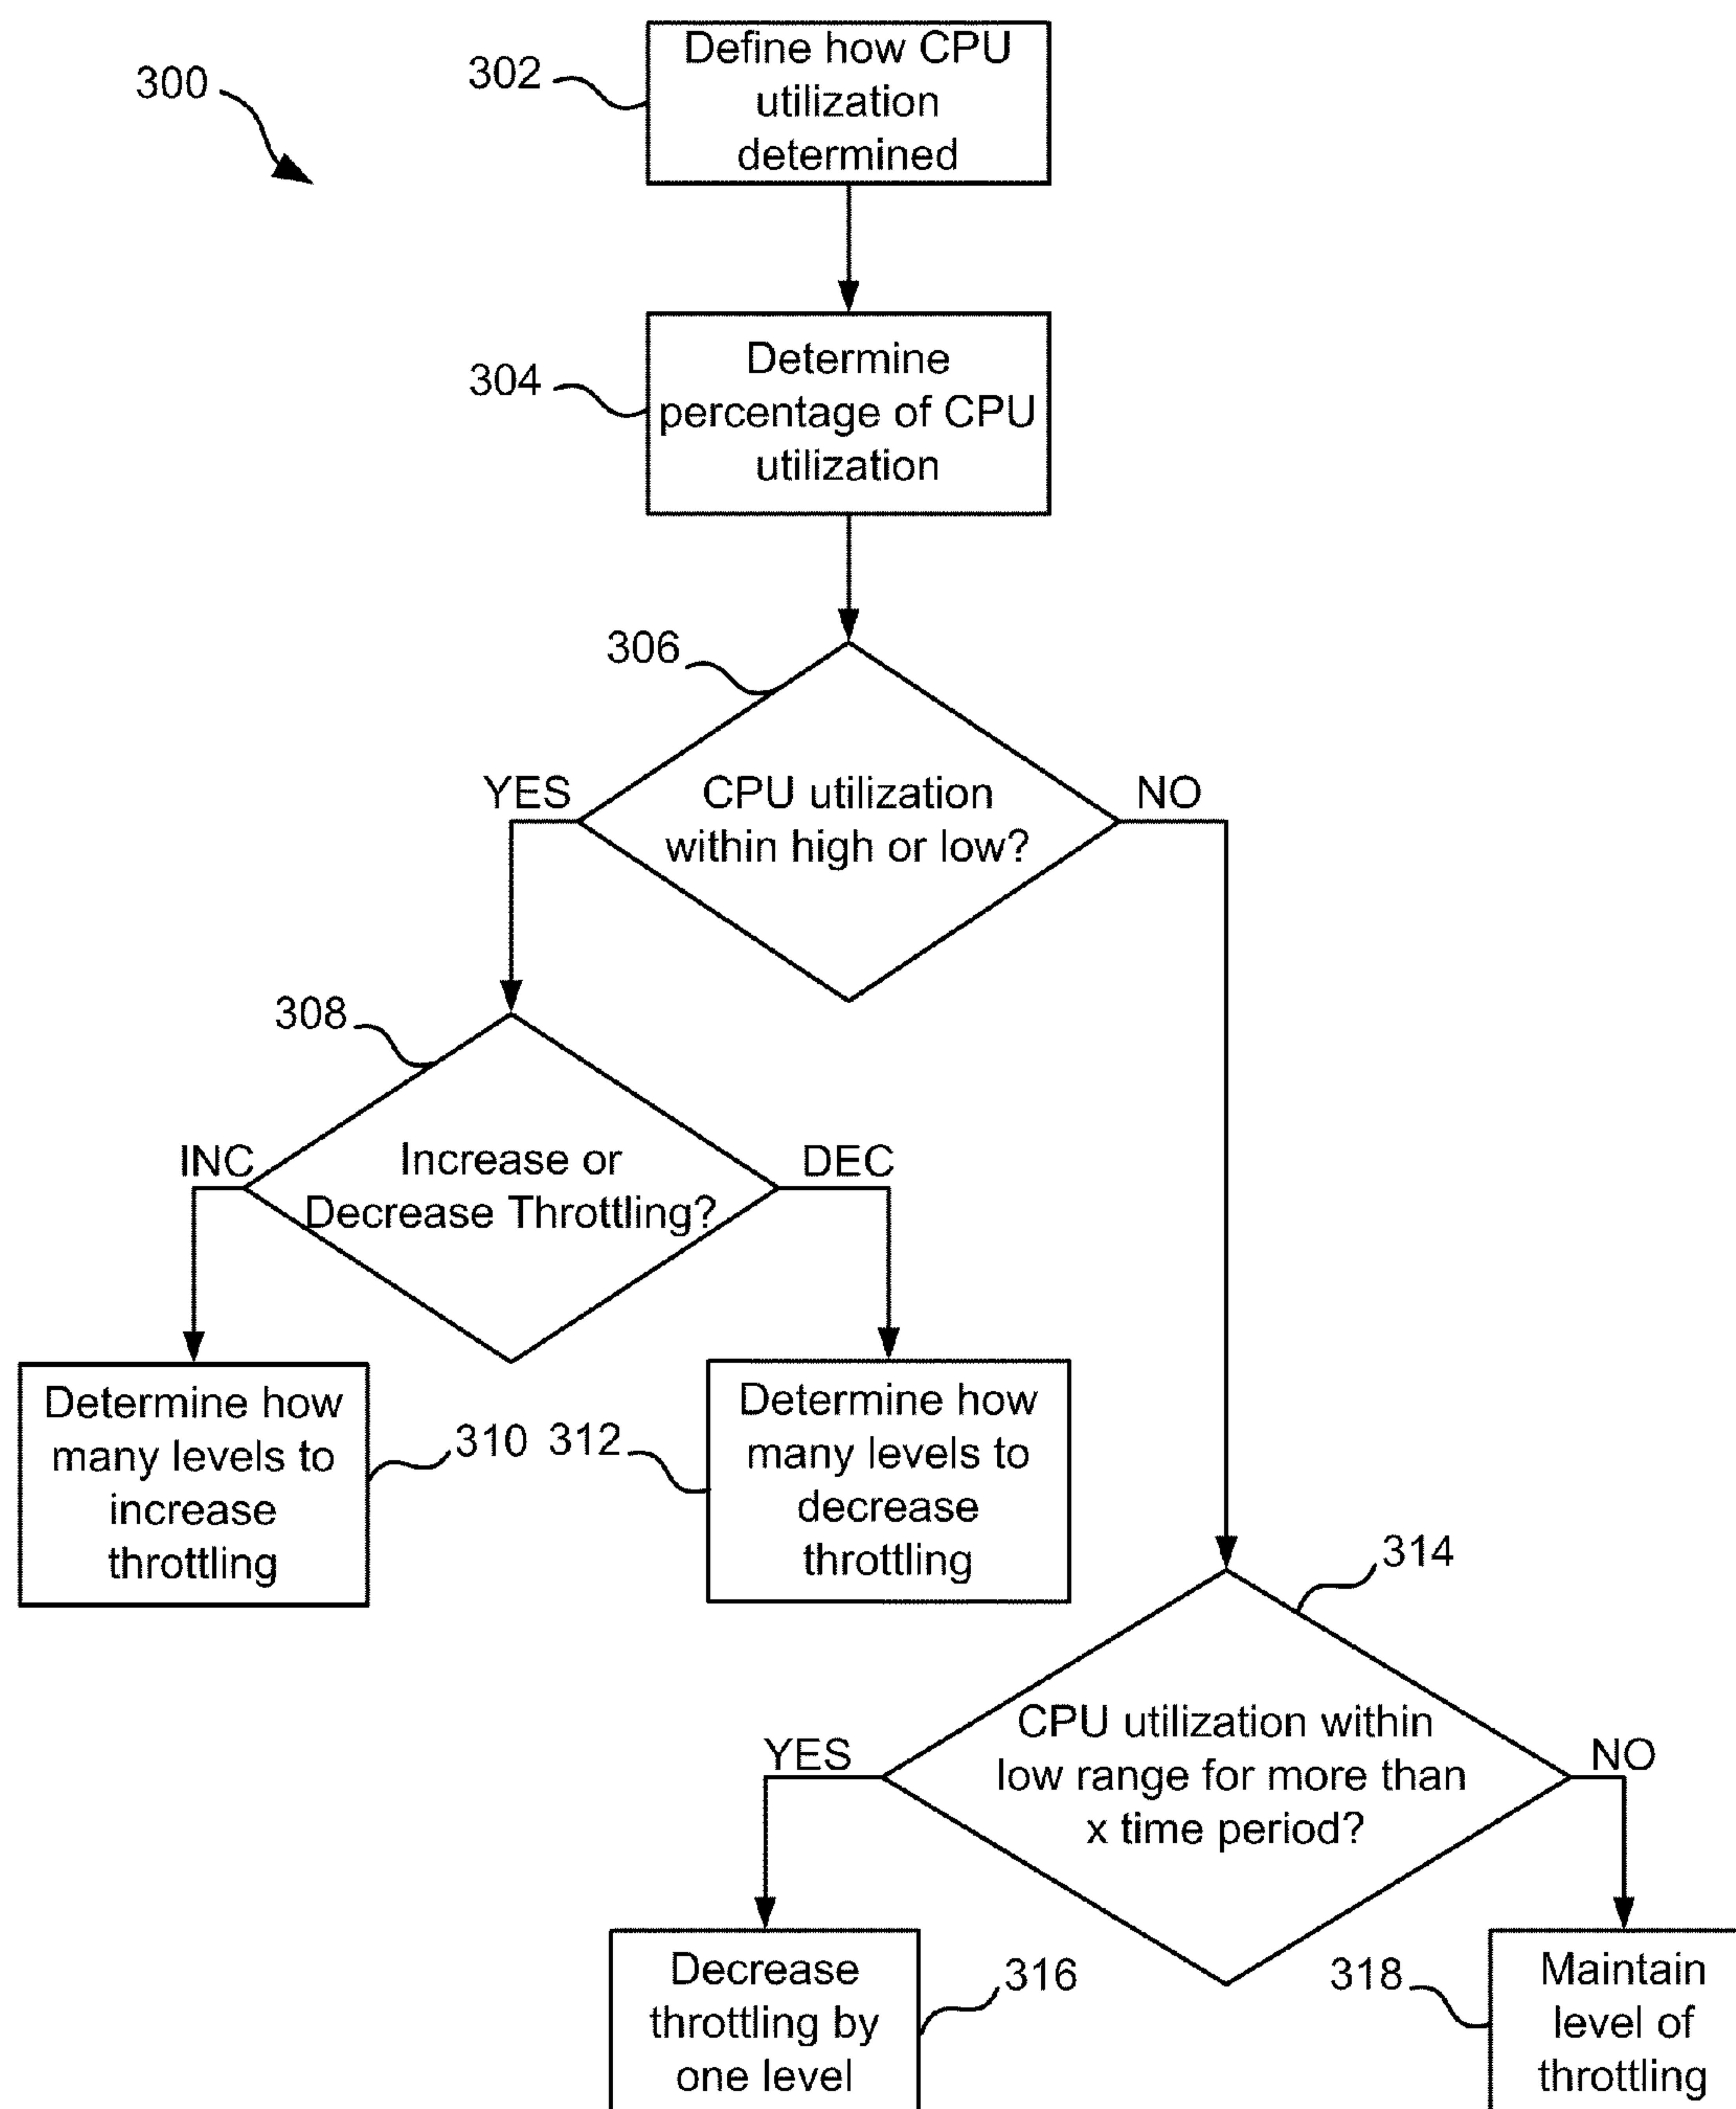 300
302
Define how CPU
utilization
determined
304
Determine
percentage of CPU
utilization
306
YES
CPU utilization
within high or low?
NO
308
INC
Increase or
Decrease Throttling?
DEC
Determine how
many levels to
increase
throttling
310
312
Determine how
many levels to
decrease
throttling
314
YES
CPU utilization within
low range for more than
x time period?
NO
Decrease
throttling by
one level
316
318
Maintain
level of
throttling